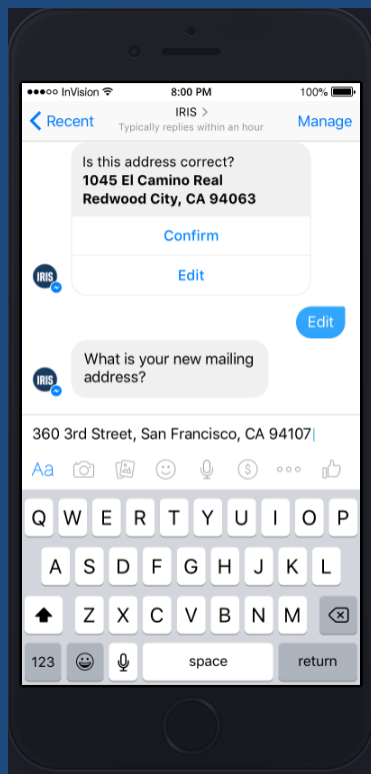 InVision 8:00 PM 100%
Recent IRIS > Manage
Typically replies within an hour
Is this address correct?
1045 El Camino Real
Redwood City, CA 94063
Confirm
IRIS
Edit
Edit
What is your new mailing
address?
IRIS
360 3rd Street, San Francisco, CA 94107
Aa $
Q W E R T Y U I O P
A S D F G H J K L
Z X C V B N M
123 space return